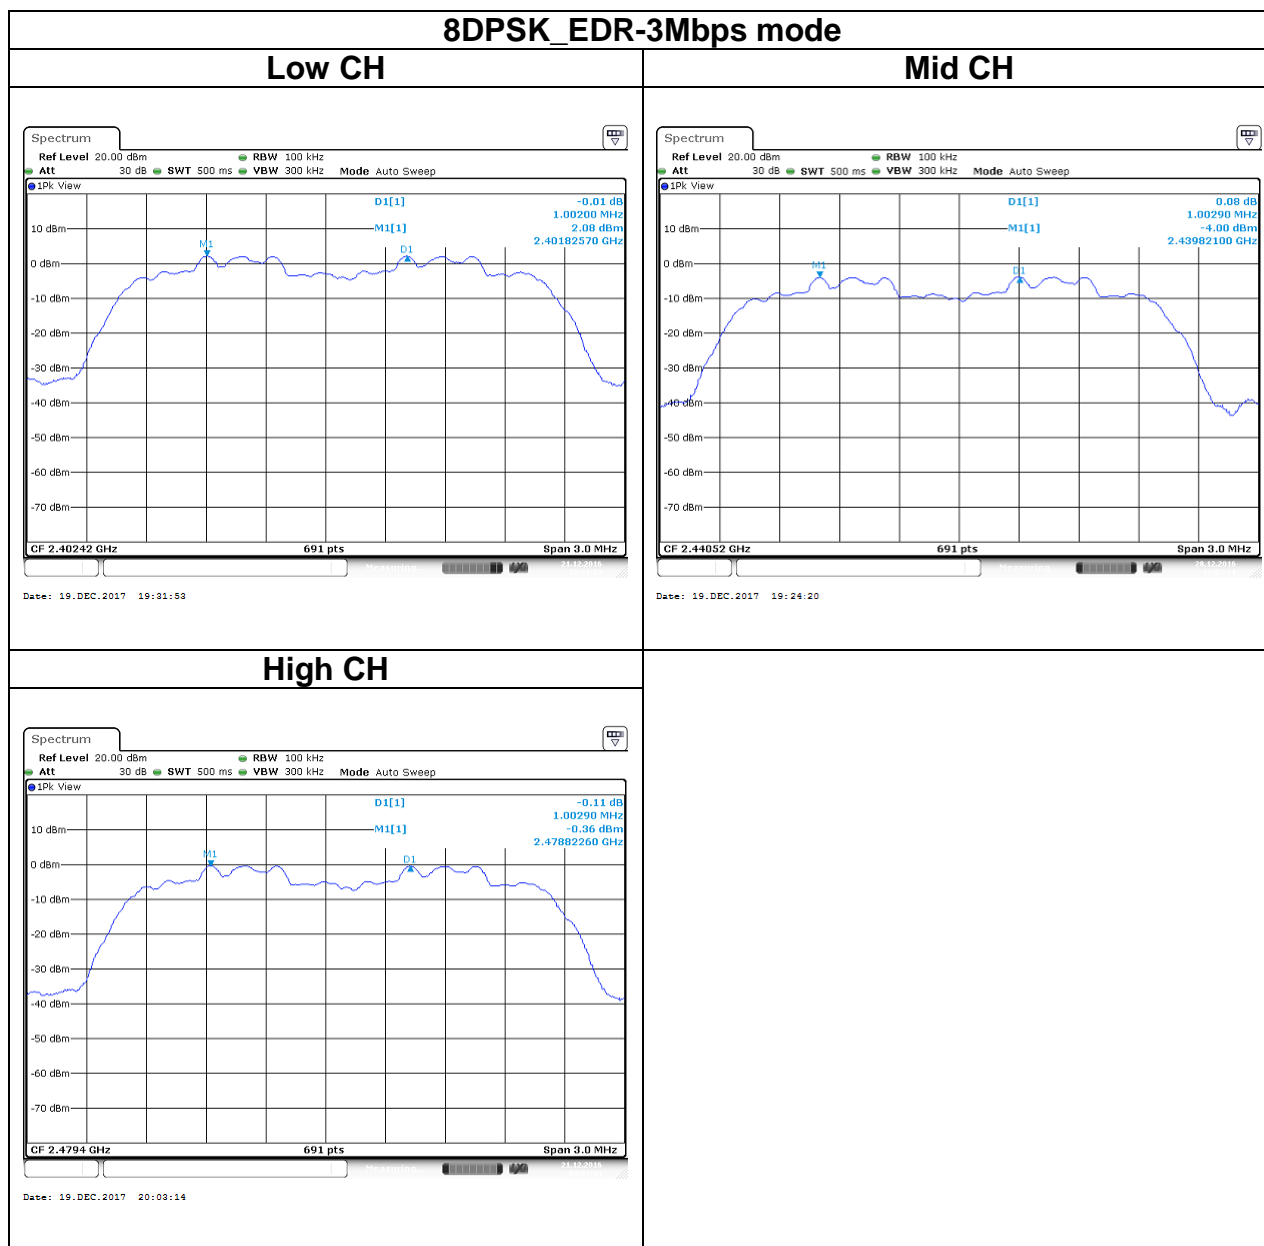 8DPSK_EDR-3Mbps mode
Low CH
Mid CH
Spectrum
Ref Level 20.00 dBm RBW 100 kHz
Att 30 dB SWT 500 ms VBW 300 kHz Mode Auto Sweep
1Pk View
D1[1] -0.01 dB
1.00200 MHz
M1[1] 2.08 dBm
2.40182570 GHz
10 dBm
M1
D1
0 dBm
-10 dBm
-20 dBm
-30 dBm
-40 dBm
-50 dBm
-60 dBm
-70 dBm
CF 2.40242 GHz 691 pts Span 3.0 MHz
Measuring... 21.12.2016
Date: 19.DEC.2017 19:31:53
Spectrum
Ref Level 20.00 dBm RBW 100 kHz
Att 30 dB SWT 500 ms VBW 300 kHz Mode Auto Sweep
1Pk View
D1[1] 0.08 dB
1.00290 MHz
M1[1] -4.00 dBm
2.43982100 GHz
10 dBm
0 dBm
M1
D1
-10 dBm
-20 dBm
-30 dBm
-40 dBm
-50 dBm
-60 dBm
-70 dBm
CF 2.44052 GHz 691 pts Span 3.0 MHz
Measuring... 20.12.2016
Date: 19.DEC.2017 19:24:20
High CH
Spectrum
Ref Level 20.00 dBm RBW 100 kHz
Att 30 dB SWT 500 ms VBW 300 kHz Mode Auto Sweep
1Pk View
D1[1] -0.11 dB
1.00290 MHz
M1[1] -0.36 dBm
2.47882260 GHz
10 dBm
M1
D1
0 dBm
-10 dBm
-20 dBm
-30 dBm
-40 dBm
-50 dBm
-60 dBm
-70 dBm
CF 2.4794 GHz 691 pts Span 3.0 MHz
Measuring... 21.12.2016
Date: 19.DEC.2017 20:03:14